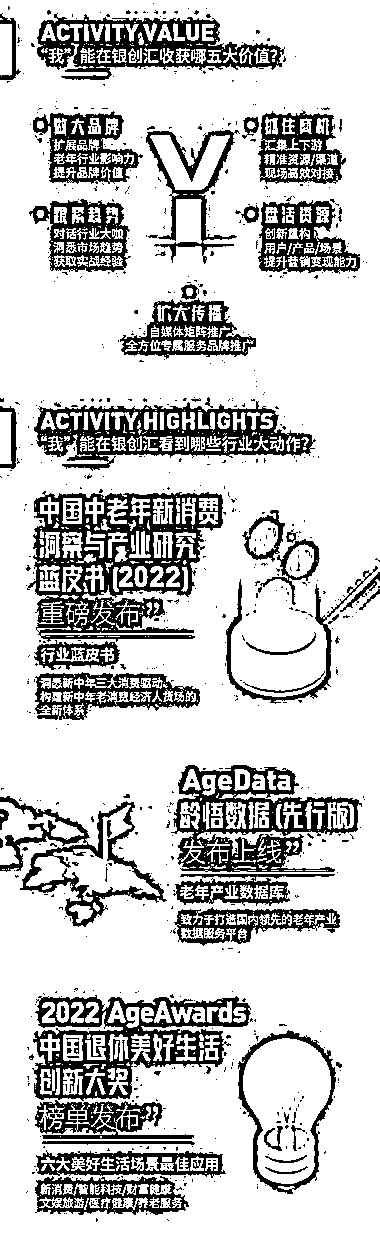 ACTIVITY VALUE
“我”能在银创汇收获哪五大价值?
做大品牌
扩展品牌
老年行业影响力
提升品牌价值
抓住商机
汇集上下游
精准资源/渠道
现场高效对接
跟紧趋势
对话行业大咖
洞悉市场趋势
获取实战经验
盘活资源
创新重构
用户/产品/场景
提升营销变现能力
扩大传播
自媒体矩阵推广
全方位专属服务品牌推广
ACTIVITY HIGHLIGHTS
“我”能在银创汇看到哪些行业大动作?
中国中老年新消费
洞察与产业研究
蓝皮书(2022)
重磅发布”
行业蓝皮书
洞悉新中年三大消费驱动
构建新中年老消费经济人货场的
全新体系
AgeData
龄悟数据(先行版)
发布上线”
老年产业数据库
致力于打造国内领先的老年产业
数据服务平台
2022 AgeAwards
中国退休美好生活
创新大奖
榜单发布”
六大美好生活场景最佳应用
新消费/智能科技/财富健康
文娱旅游/医疗健康/养老服务